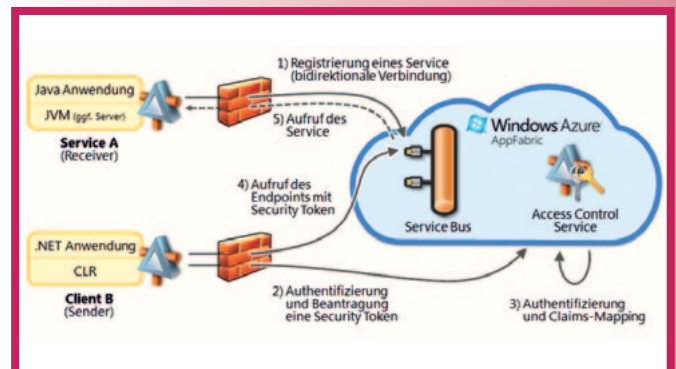 1) Registrierung eines Service
(bidirektionale Verbindung)
Java Anwendung
JVM (ggf. Server)
Service A
(Receiver)
5) Aufruf des
Service
Windows Azure
AppFabric
4) Aufruf des
Endpoints mit
Security Token
Service Bus
Access Control
Service
.NET Anwendung
CLR
Client B
(Sender)
2) Authentifizierung
und Beantragung
eine Security Token
3) Authentifizierung
und Claims-Mapping